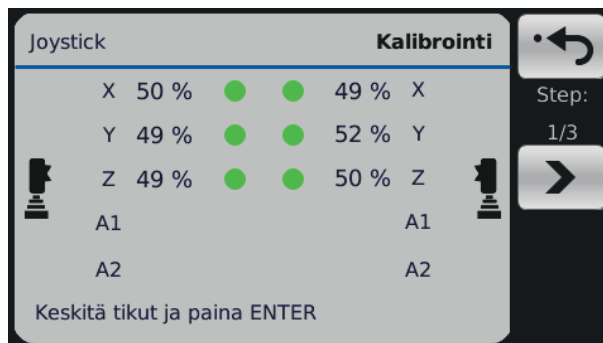 Joystick Kalibrointi
X 50 % 49 % X
Step:
Y 49 % 52 % Y
1/3
Z 49 % 50 % Z
A1 A1
A2 A2
Keskitä tikut ja paina ENTER